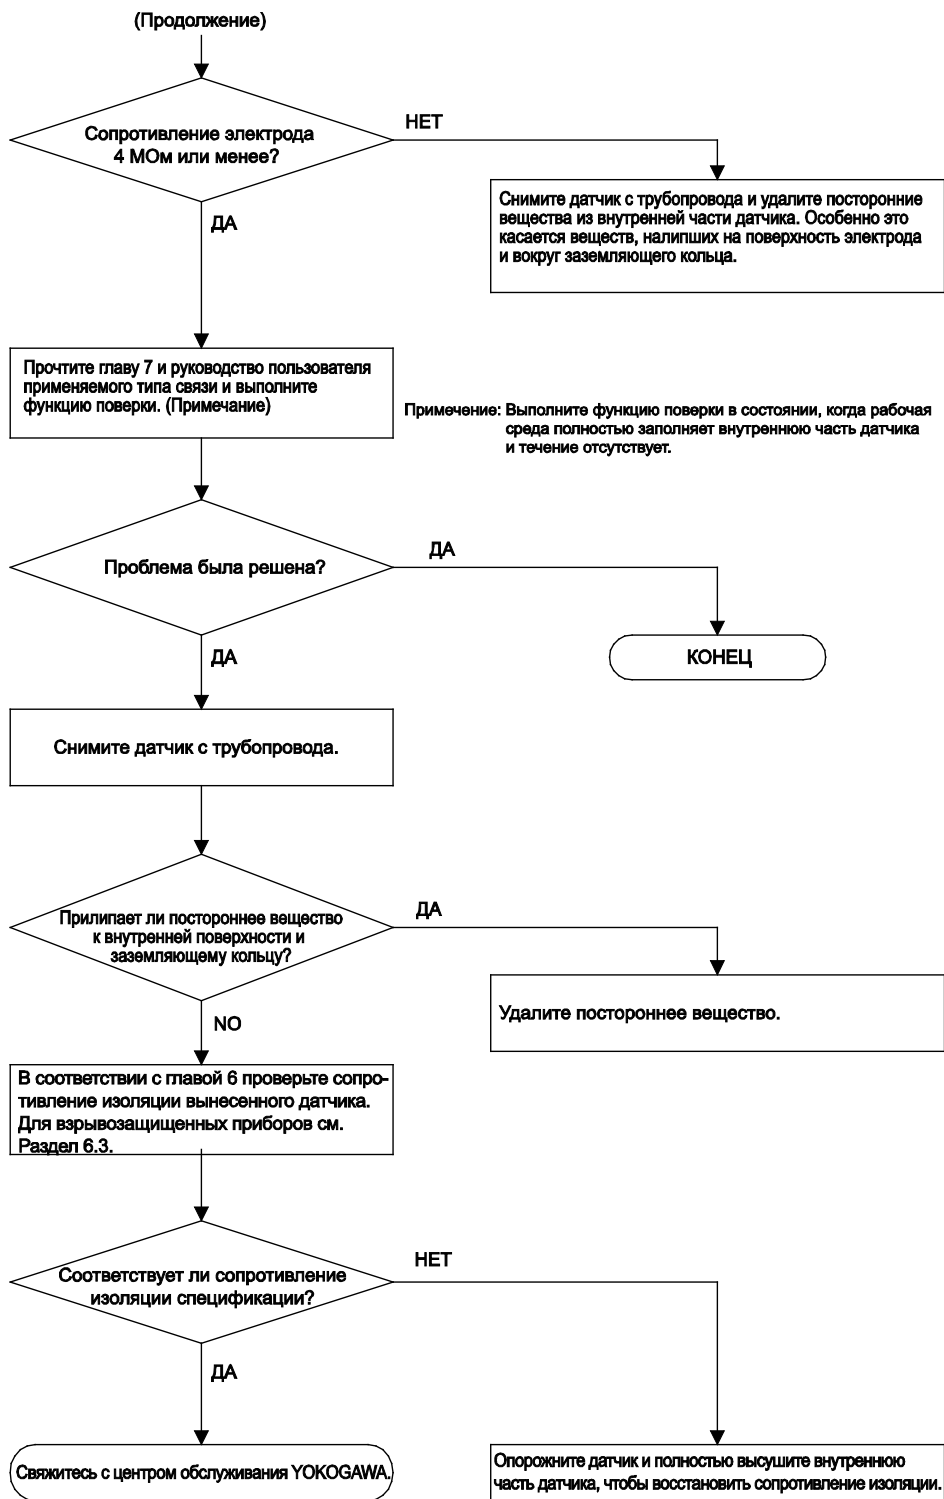 (Продолжение)
Сопротивление электрода
4 МОм или менее?
НЕТ
Снимите датчик с трубопровода и удалите посторонние
вещества из внутренней части датчика. Особенно это
касается веществ, налипших на поверхность электрода
и вокруг заземляющего кольца.
ДА
Прочтите главу 7 и руководство пользователя
применяемого типа связи и выполните
функцию поверки. (Примечание)
Примечение: Выполните функцию поверки в состоянии, когда рабочая
среда полностью заполняет внутреннюю часть датчика
и течение отсутствует.
Проблема была решена?
ДА
КОНЕЦ
ДА
Снимите датчик с трубопровода.
Прилипает ли постороннее вещество
к внутренней поверхности и
заземляющему кольцу?
ДА
Удалите постороннее вещество.
NO
В соответствии с главой 6 проверьте сопро-
тивление изоляции вынесенного датчика.
Для взрывозащищенных приборов см.
Раздел 6.3.
Соответствует ли сопротивление
изоляции спецификации?
НЕТ
ДА
Свяжитесь с центром обслуживания YOKOGAWA.
Опорожните датчик и полностью высушите внутреннюю
часть датчика, чтобы восстановить сопротивление изоляции.